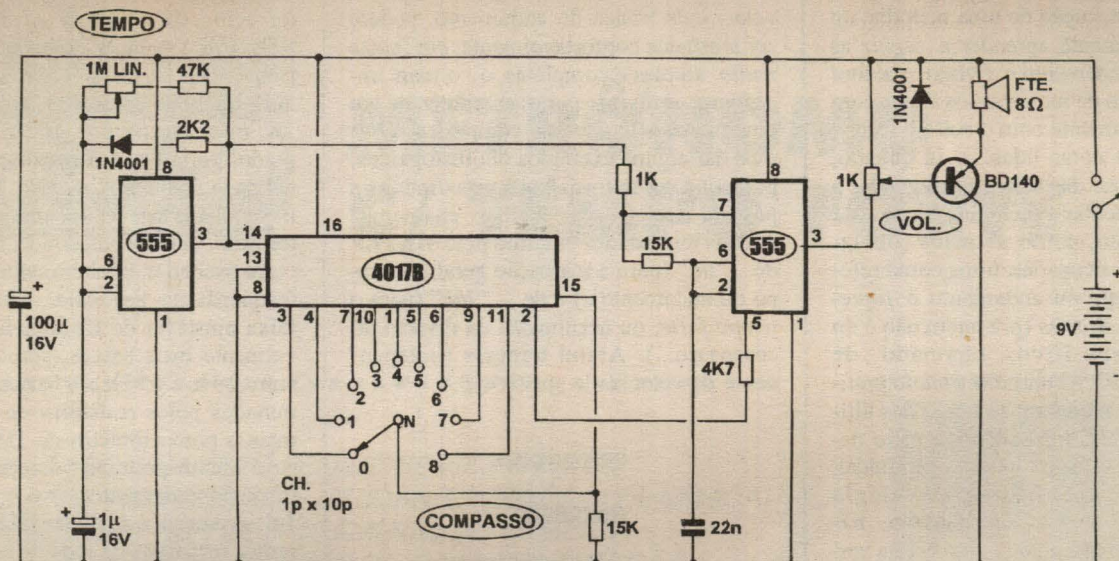 TEMPO
1M LIN.
47K
2K2
1N4001
8
555
3
6
2
1
100µ
16V
+
1µ
16V
+
14
13
8
16
4017B
15
3
4
7
10
1
5
6
9
11
2
0
1
2
3
4
5
6
7
8
N
CH.
1p x 10p
COMPASSO
15K
1K
15K
4K7
22n
8
7
6
2
5
1
3
555
1N4001
FTE.
8Ω
1K
VOL.
BD140
9V
+
-